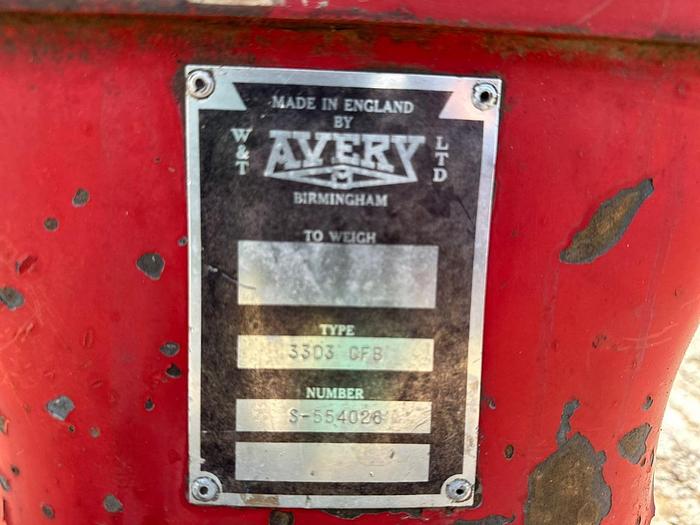 MADE IN ENGLAND
BY
W&T AVERY LTD
BIRMINGHAM
TO WEIGH
TYPE
3303 CFB
NUMBER
S-554026